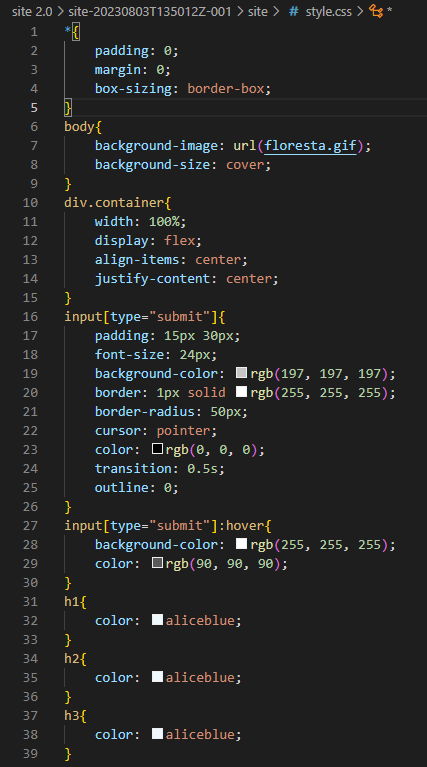 site 2.0 > site-20230803T135012Z-001 > site > # style.css > *
1 *{
2 padding: 0;
3 margin: 0;
4 box-sizing: border-box;
5 }
6 body{
7 background-image: url(floresta.gif);
8 background-size: cover;
9 }
10 div.container{
11 width: 100%;
12 display: flex;
13 align-items: center;
14 justify-content: center;
15 }
16 input[type="submit"]{
17 padding: 15px 30px;
18 font-size: 24px;
19 background-color: rgb(197, 197, 197);
20 border: 1px solid rgb(255, 255, 255);
21 border-radius: 50px;
22 cursor: pointer;
23 color: rgb(0, 0, 0);
24 transition: 0.5s;
25 outline: 0;
26 }
27 input[type="submit"]:hover{
28 background-color: rgb(255, 255, 255);
29 color: rgb(90, 90, 90);
30 }
31 h1{
32 color: aliceblue;
33 }
34 h2{
35 color: aliceblue;
36 }
37 h3{
38 color: aliceblue;
39 }